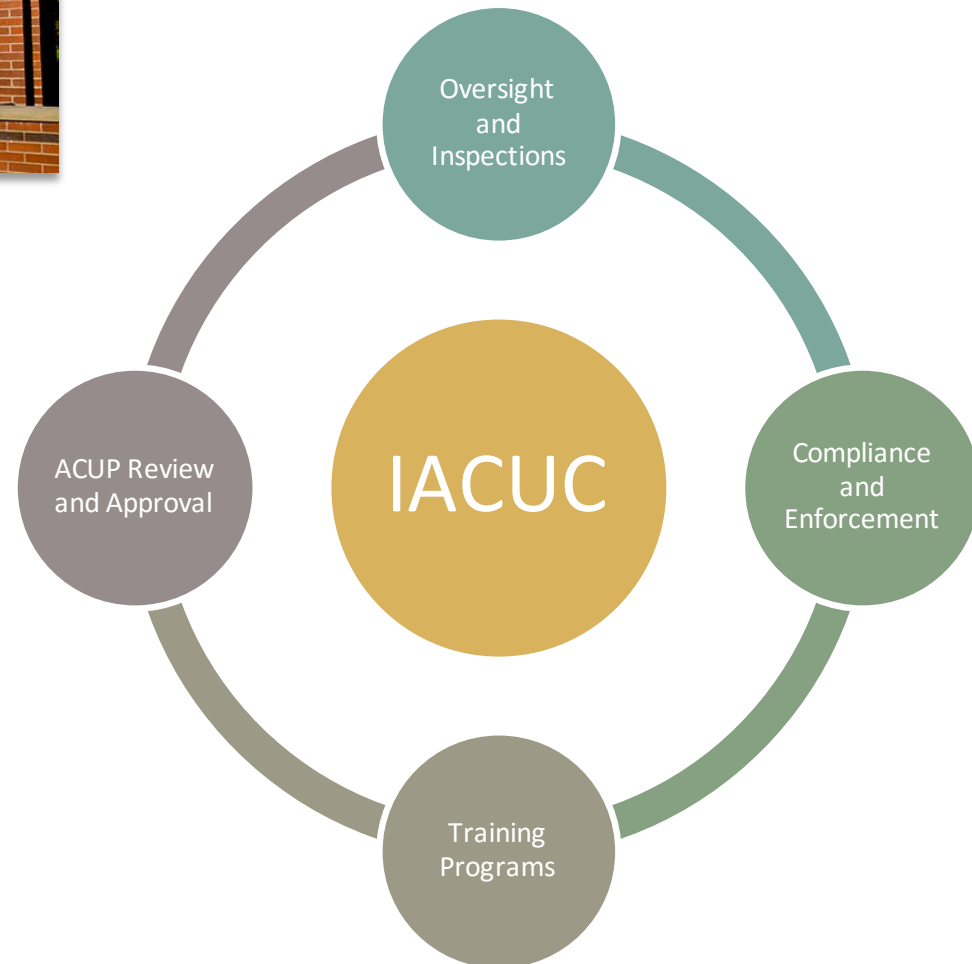 Oversight
and
Inspections
ACUP Review
and Approval
IACUC
Compliance
and
Enforcement
Training
Programs